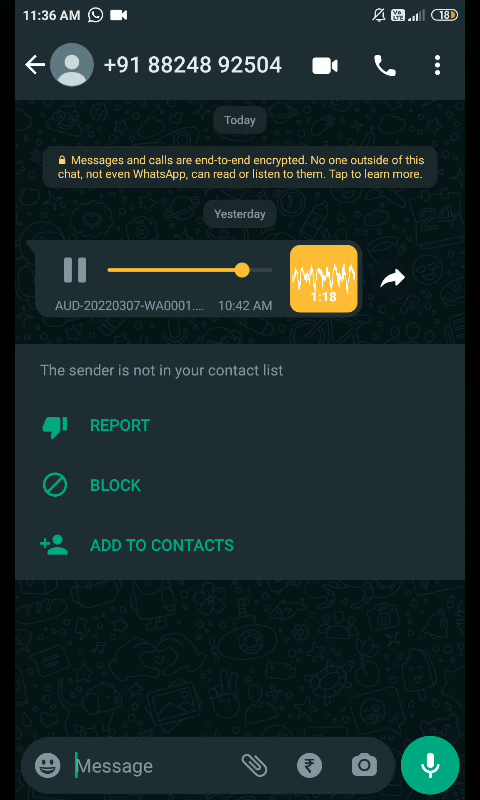 11:36 AM
Vo
LTE
18
+91 88248 92504
Today
Messages and calls are end-to-end encrypted. No one outside of this
chat, not even WhatsApp, can read or listen to them. Tap to learn more.
Yesterday
1:18
AUD-20220307-WA0001.... 10:42 AM
The sender is not in your contact list
REPORT
BLOCK
ADD TO CONTACTS
Message
₹